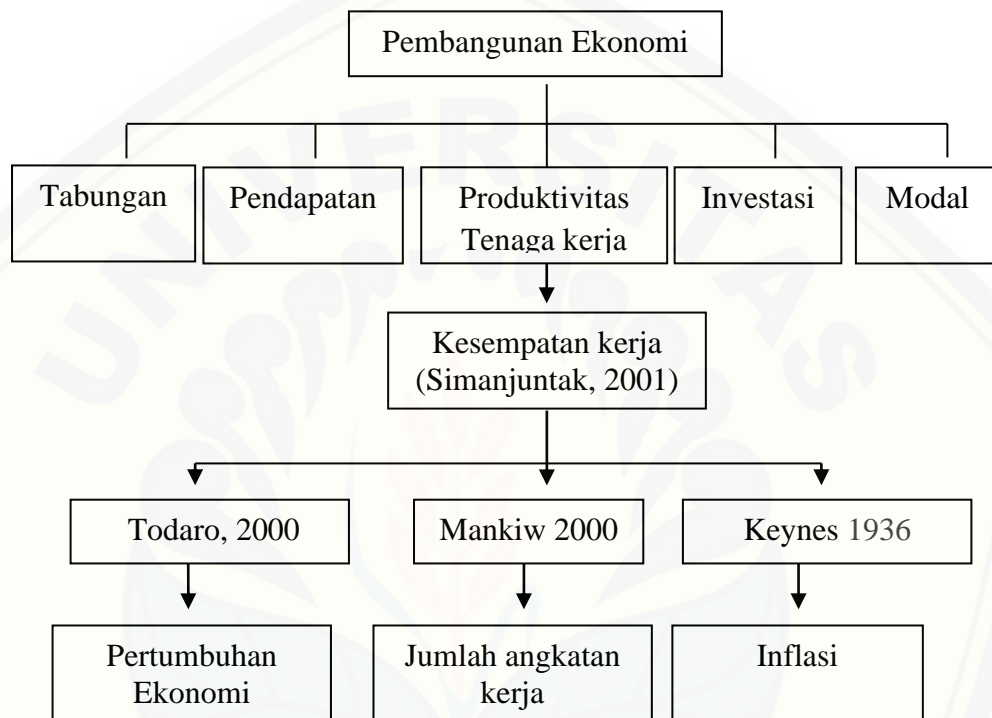 Pembangunan Ekonomi
Tabungan
Pendapatan
Produktivitas
Tenaga kerja
Investasi
Modal
Kesempatan kerja
(Simanjuntak, 2001)
Todaro, 2000
Mankiw 2000
Keynes 1936
Pertumbuhan
Ekonomi
Jumlah angkatan
kerja
Inflasi
UNIVERSITAS